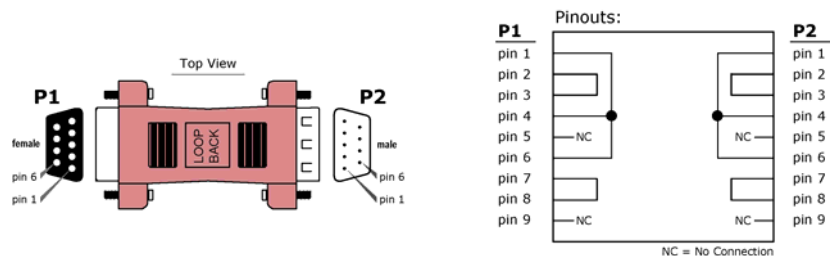 Top View
P1
P2
female
male
LOOP
BACK
pin 6
pin 1
pin 6
pin 1
Pinouts:
P1
P2
pin 1
pin 1
pin 2
pin 2
pin 3
pin 3
pin 4
pin 4
pin 5
NC
NC
pin 5
pin 6
pin 6
pin 7
pin 7
pin 8
pin 8
pin 9
NC
NC
pin 9
NC = No Connection